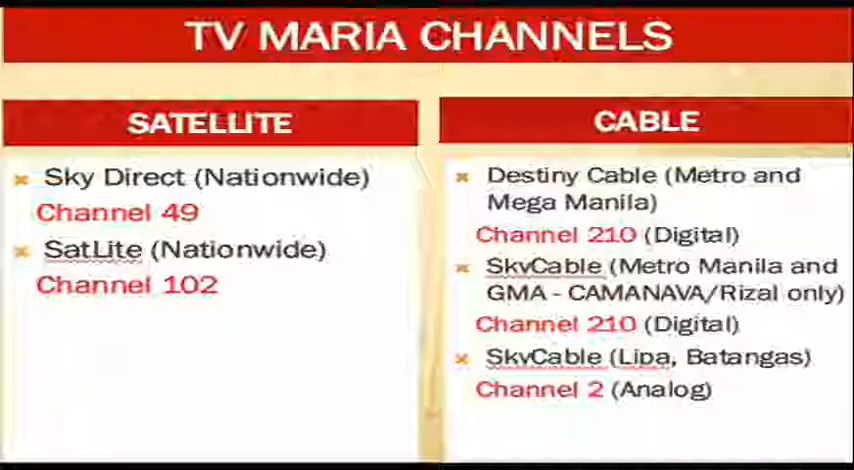 TV MARIA CHANNELS
SATELLITE
Sky Direct (Nationwide)
Channel 49
SatLite (Nationwide)
Channel 102
CABLE
Destiny Cable (Metro and
Mega Manila)
Channel 210 (Digital)
SkyCable (Metro Manila and
GMA - CAMANAVA/Rizal only)
Channel 210 (Digital)
SkyCable (Lipa, Batangas)
Channel 2 (Analog)